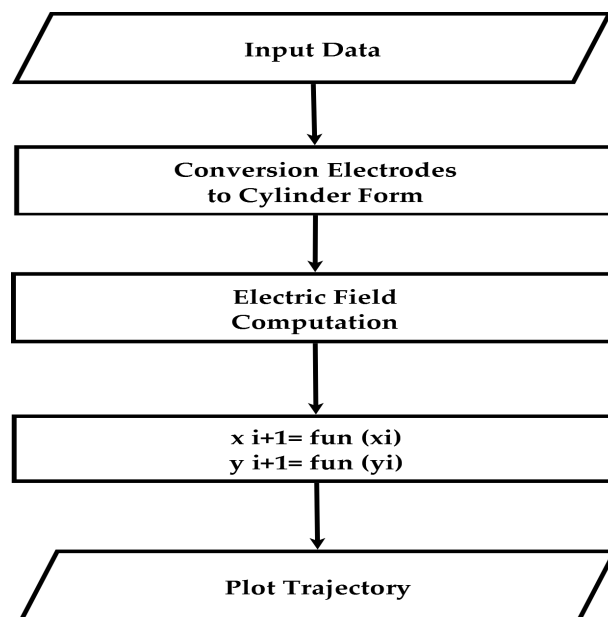 Input Data
Conversion Electrodes
to Cylinder Form
Electric Field
Computation
x i+1= fun (xi)
y i+1= fun (yi)
Plot Trajectory